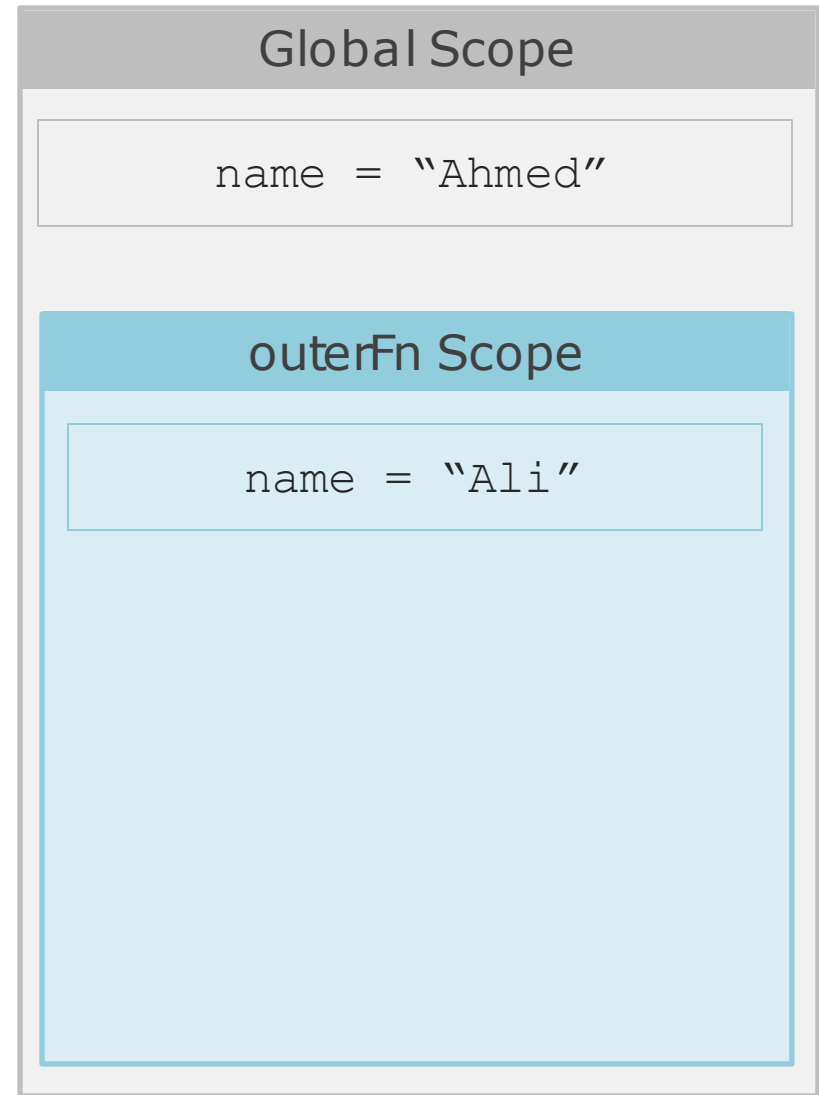 Global Scope
name = “Ahmed”
outerFn Scope
name = “Ali”